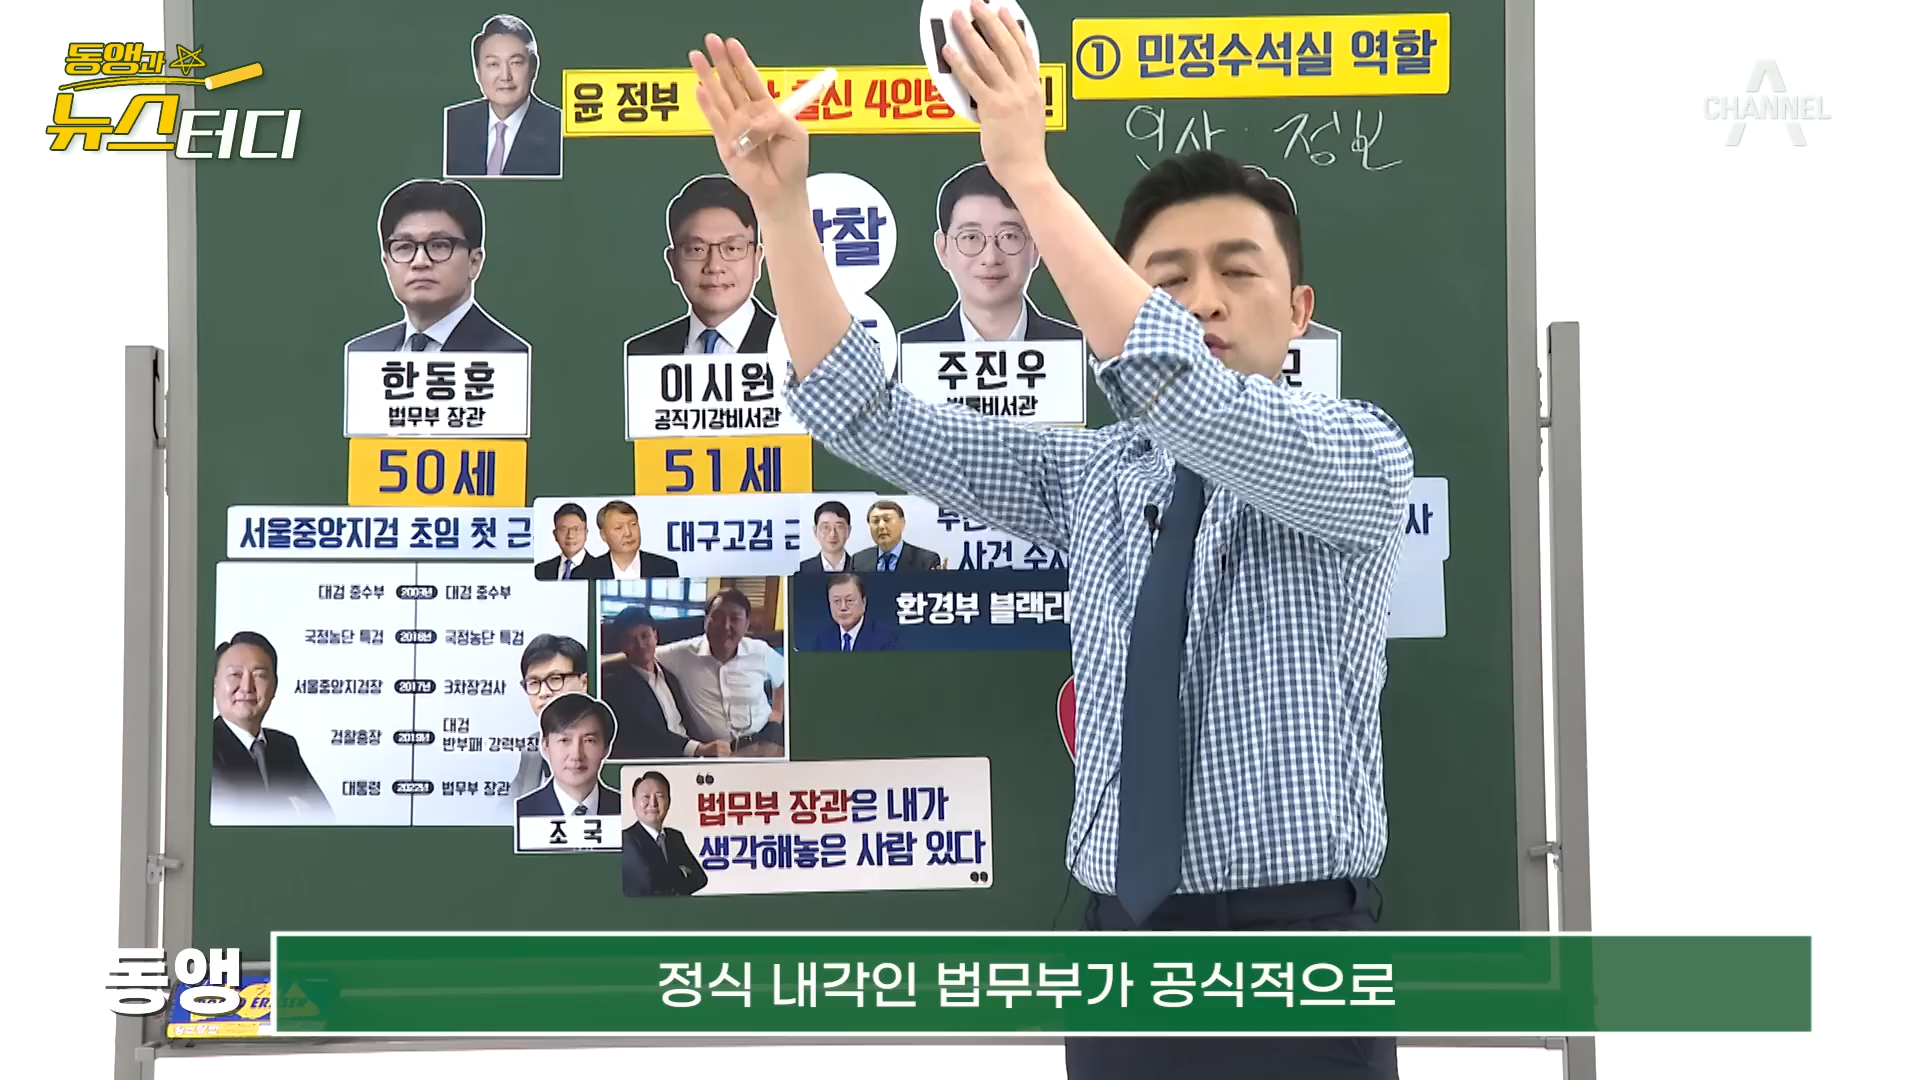 동앵과
뉴스터디
윤 정부
출신 4인방
① 민정수석실 역할
CHANNEL A
인사· 정보
한동훈
법무부 장관
50세
이시원
공직기강비서관
51세
주진우
비서관
서울중앙지검 초임 첫
대구고검
사건
환경부
대검 중수부 2003년 대검 중수부
국정농단 특검 2016년 국정농단 특검
서울중앙지검장 2017년 3차장검사
검찰총장 2019년 대검
반부패·강력부장
대통령 2022년 법무부 장관
조국
“법무부 장관은 내가
생각해놓은 사람 있다”
동앵
정식 내각인 법무부가 공식적으로